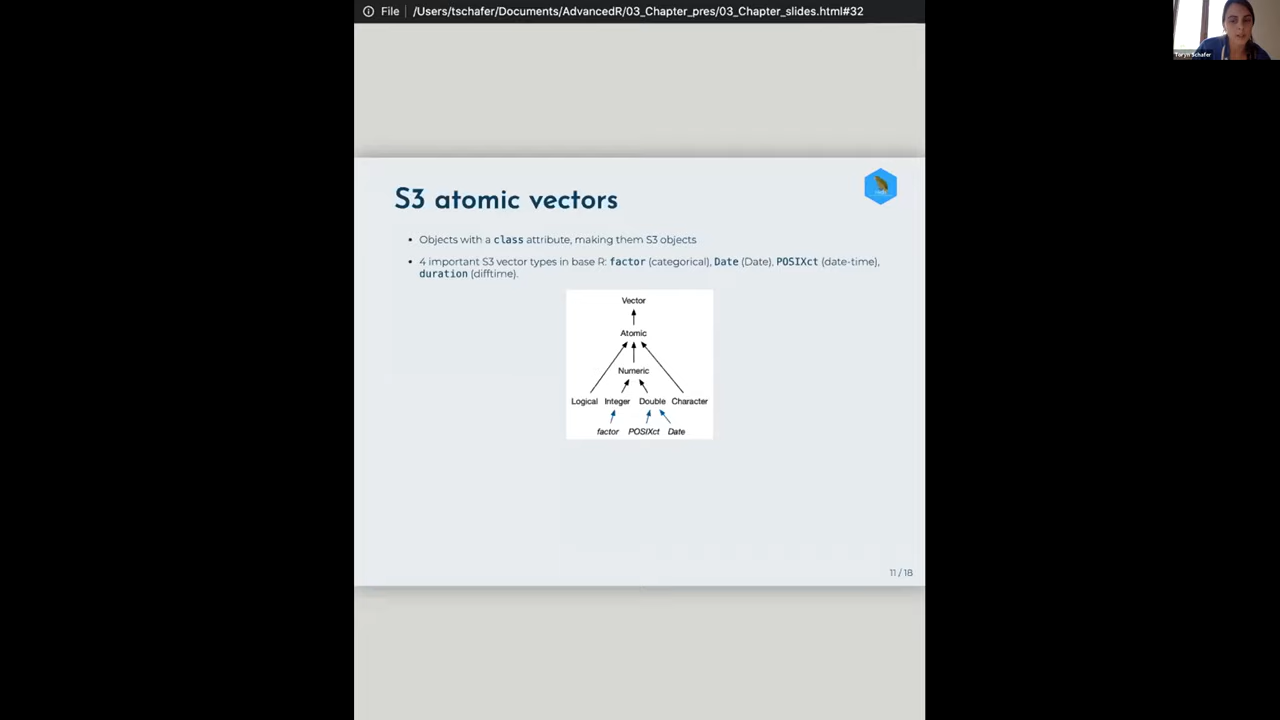 File
/Users/tschafer/Documents/AdvancedR/03_Chapter_pres/03_Chapter_slides.html#32
Toryn Schafer
S3 atomic vectors
• Objects with a class attribute, making them S3 objects
• 4 important S3 vector types in base R: factor (categorical), Date (Date), POSIXct (date-time),
duration (difftime).
Vector
Atomic
Numeric
Logical Integer Double Character
factor POSIXct Date
11 / 18